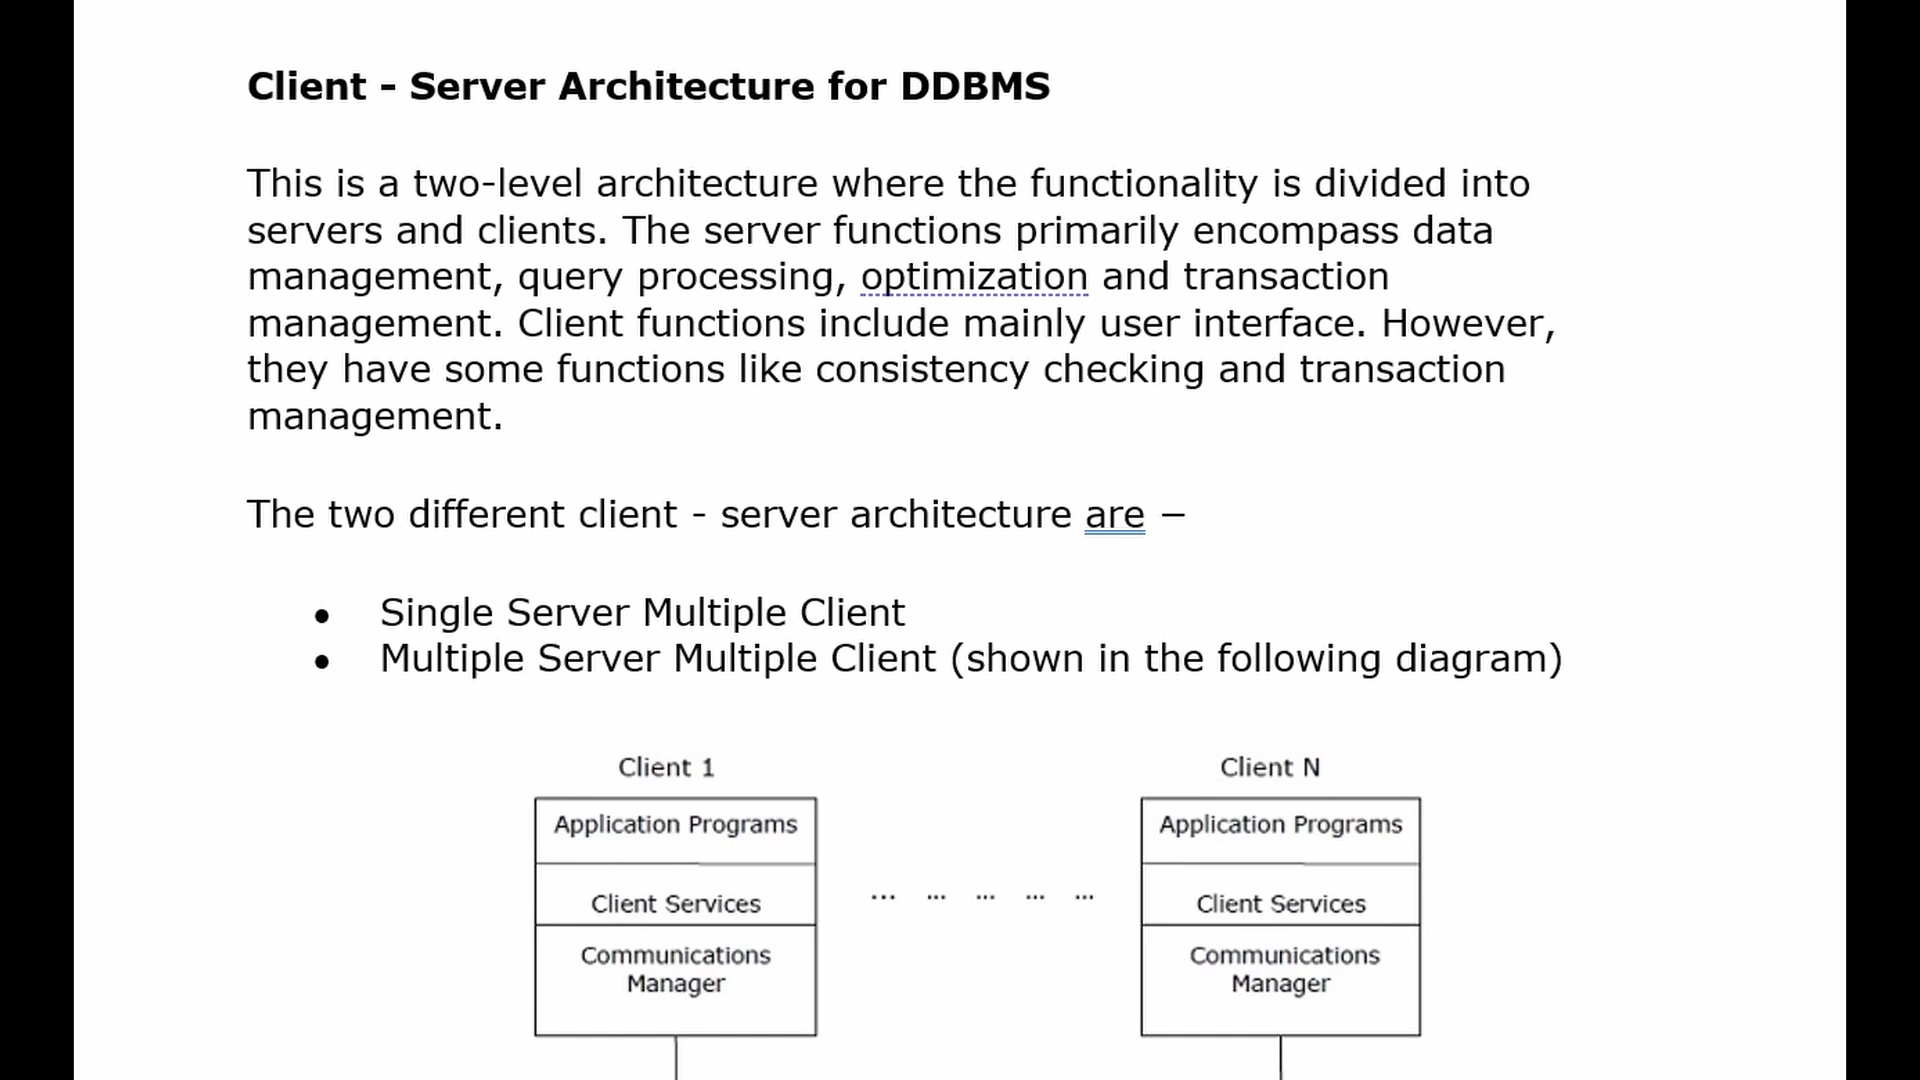 Client - Server Architecture for DDBMS
This is a two-level architecture where the functionality is divided into
servers and clients. The server functions primarily encompass data
management, query processing, optimization and transaction
management. Client functions include mainly user interface. However,
they have some functions like consistency checking and transaction
management.
The two different client - server architecture are −
• Single Server Multiple Client
• Multiple Server Multiple Client (shown in the following diagram)
Client 1
Application Programs
Client Services
Communications
Manager
... ... ... ... ...
Client N
Application Programs
Client Services
Communications
Manager